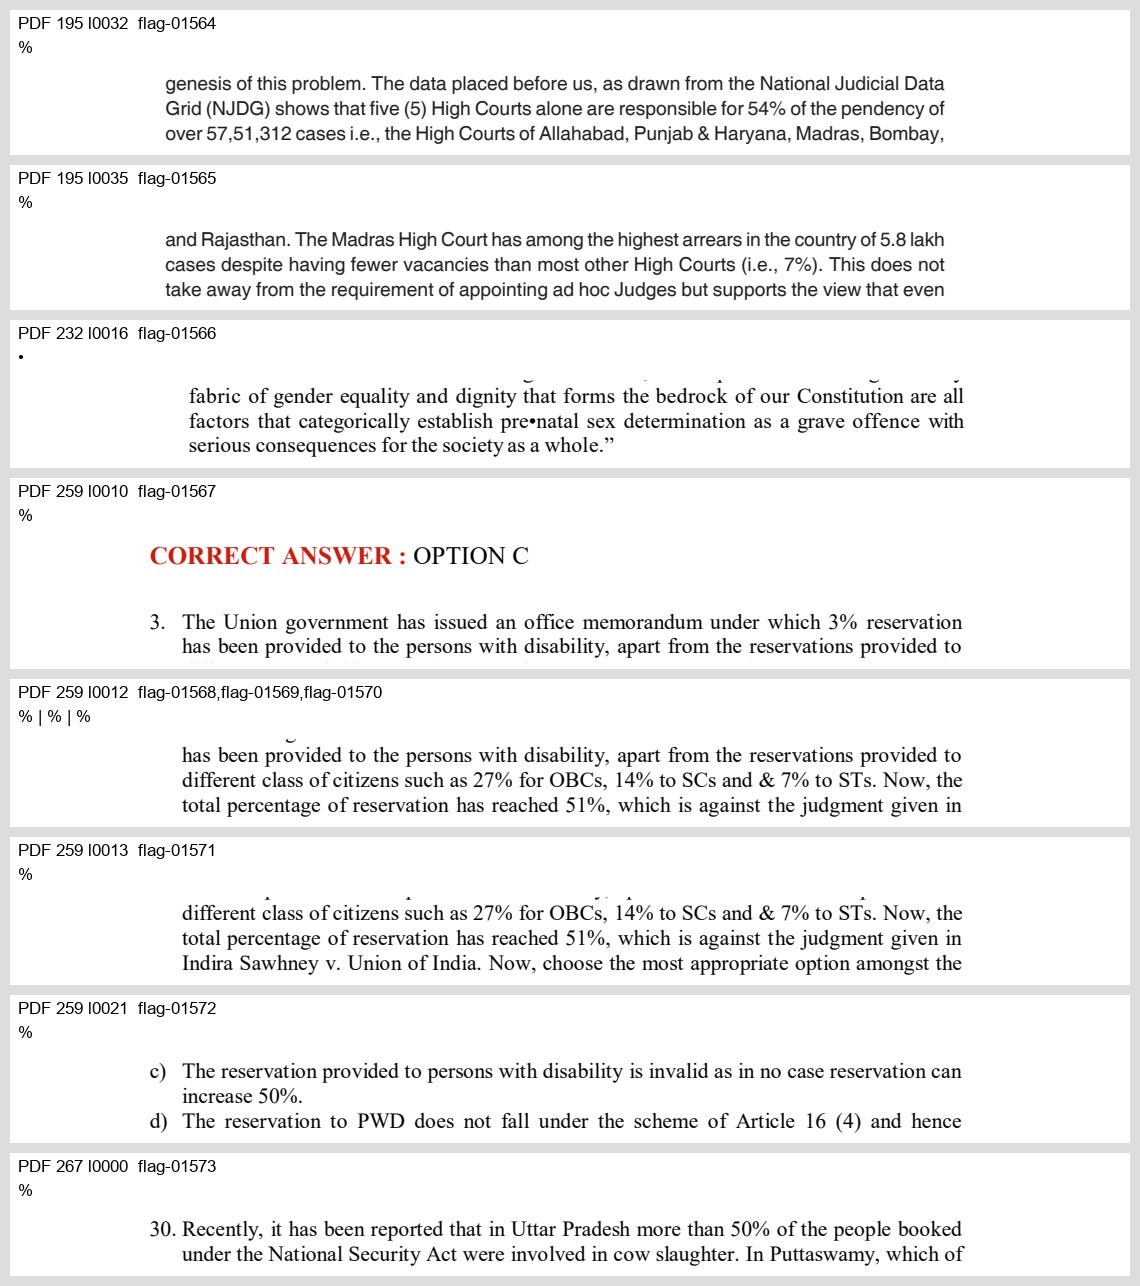 PDF 195 l0032 flag-01564
%
genesis of this problem. The data placed before us, as drawn from the National Judicial Data
Grid (NJDG) shows that five (5) High Courts alone are responsible for 54% of the pendency of
over 57,51,312 cases i.e., the High Courts of Allahabad, Punjab & Haryana, Madras, Bombay,
PDF 195 l0035 flag-01565
%
and Rajasthan. The Madras High Court has among the highest arrears in the country of 5.8 lakh
cases despite having fewer vacancies than most other High Courts (i.e., 7%). This does not
take away from the requirement of appointing ad hoc Judges but supports the view that even
PDF 232 l0016 flag-01566
•
fabric of gender equality and dignity that forms the bedrock of our Constitution are all
factors that categorically establish pre•natal sex determination as a grave offence with
serious consequences for the society as a whole.”
PDF 259 l0010 flag-01567
%
CORRECT ANSWER : OPTION C
3. The Union government has issued an office memorandum under which 3% reservation
has been provided to the persons with disability, apart from the reservations provided to
PDF 259 l0012 flag-01568,flag-01569,flag-01570
% | % | %
has been provided to the persons with disability, apart from the reservations provided to
different class of citizens such as 27% for OBCs, 14% to SCs and & 7% to STs. Now, the
total percentage of reservation has reached 51%, which is against the judgment given in
PDF 259 l0013 flag-01571
%
different class of citizens such as 27% for OBCs, 14% to SCs and & 7% to STs. Now, the
total percentage of reservation has reached 51%, which is against the judgment given in
Indira Sawhney v. Union of India. Now, choose the most appropriate option amongst the
PDF 259 l0021 flag-01572
%
c) The reservation provided to persons with disability is invalid as in no case reservation can
increase 50%.
d) The reservation to PWD does not fall under the scheme of Article 16 (4) and hence
PDF 267 l0000 flag-01573
%
30. Recently, it has been reported that in Uttar Pradesh more than 50% of the people booked
under the National Security Act were involved in cow slaughter. In Puttaswamy, which of